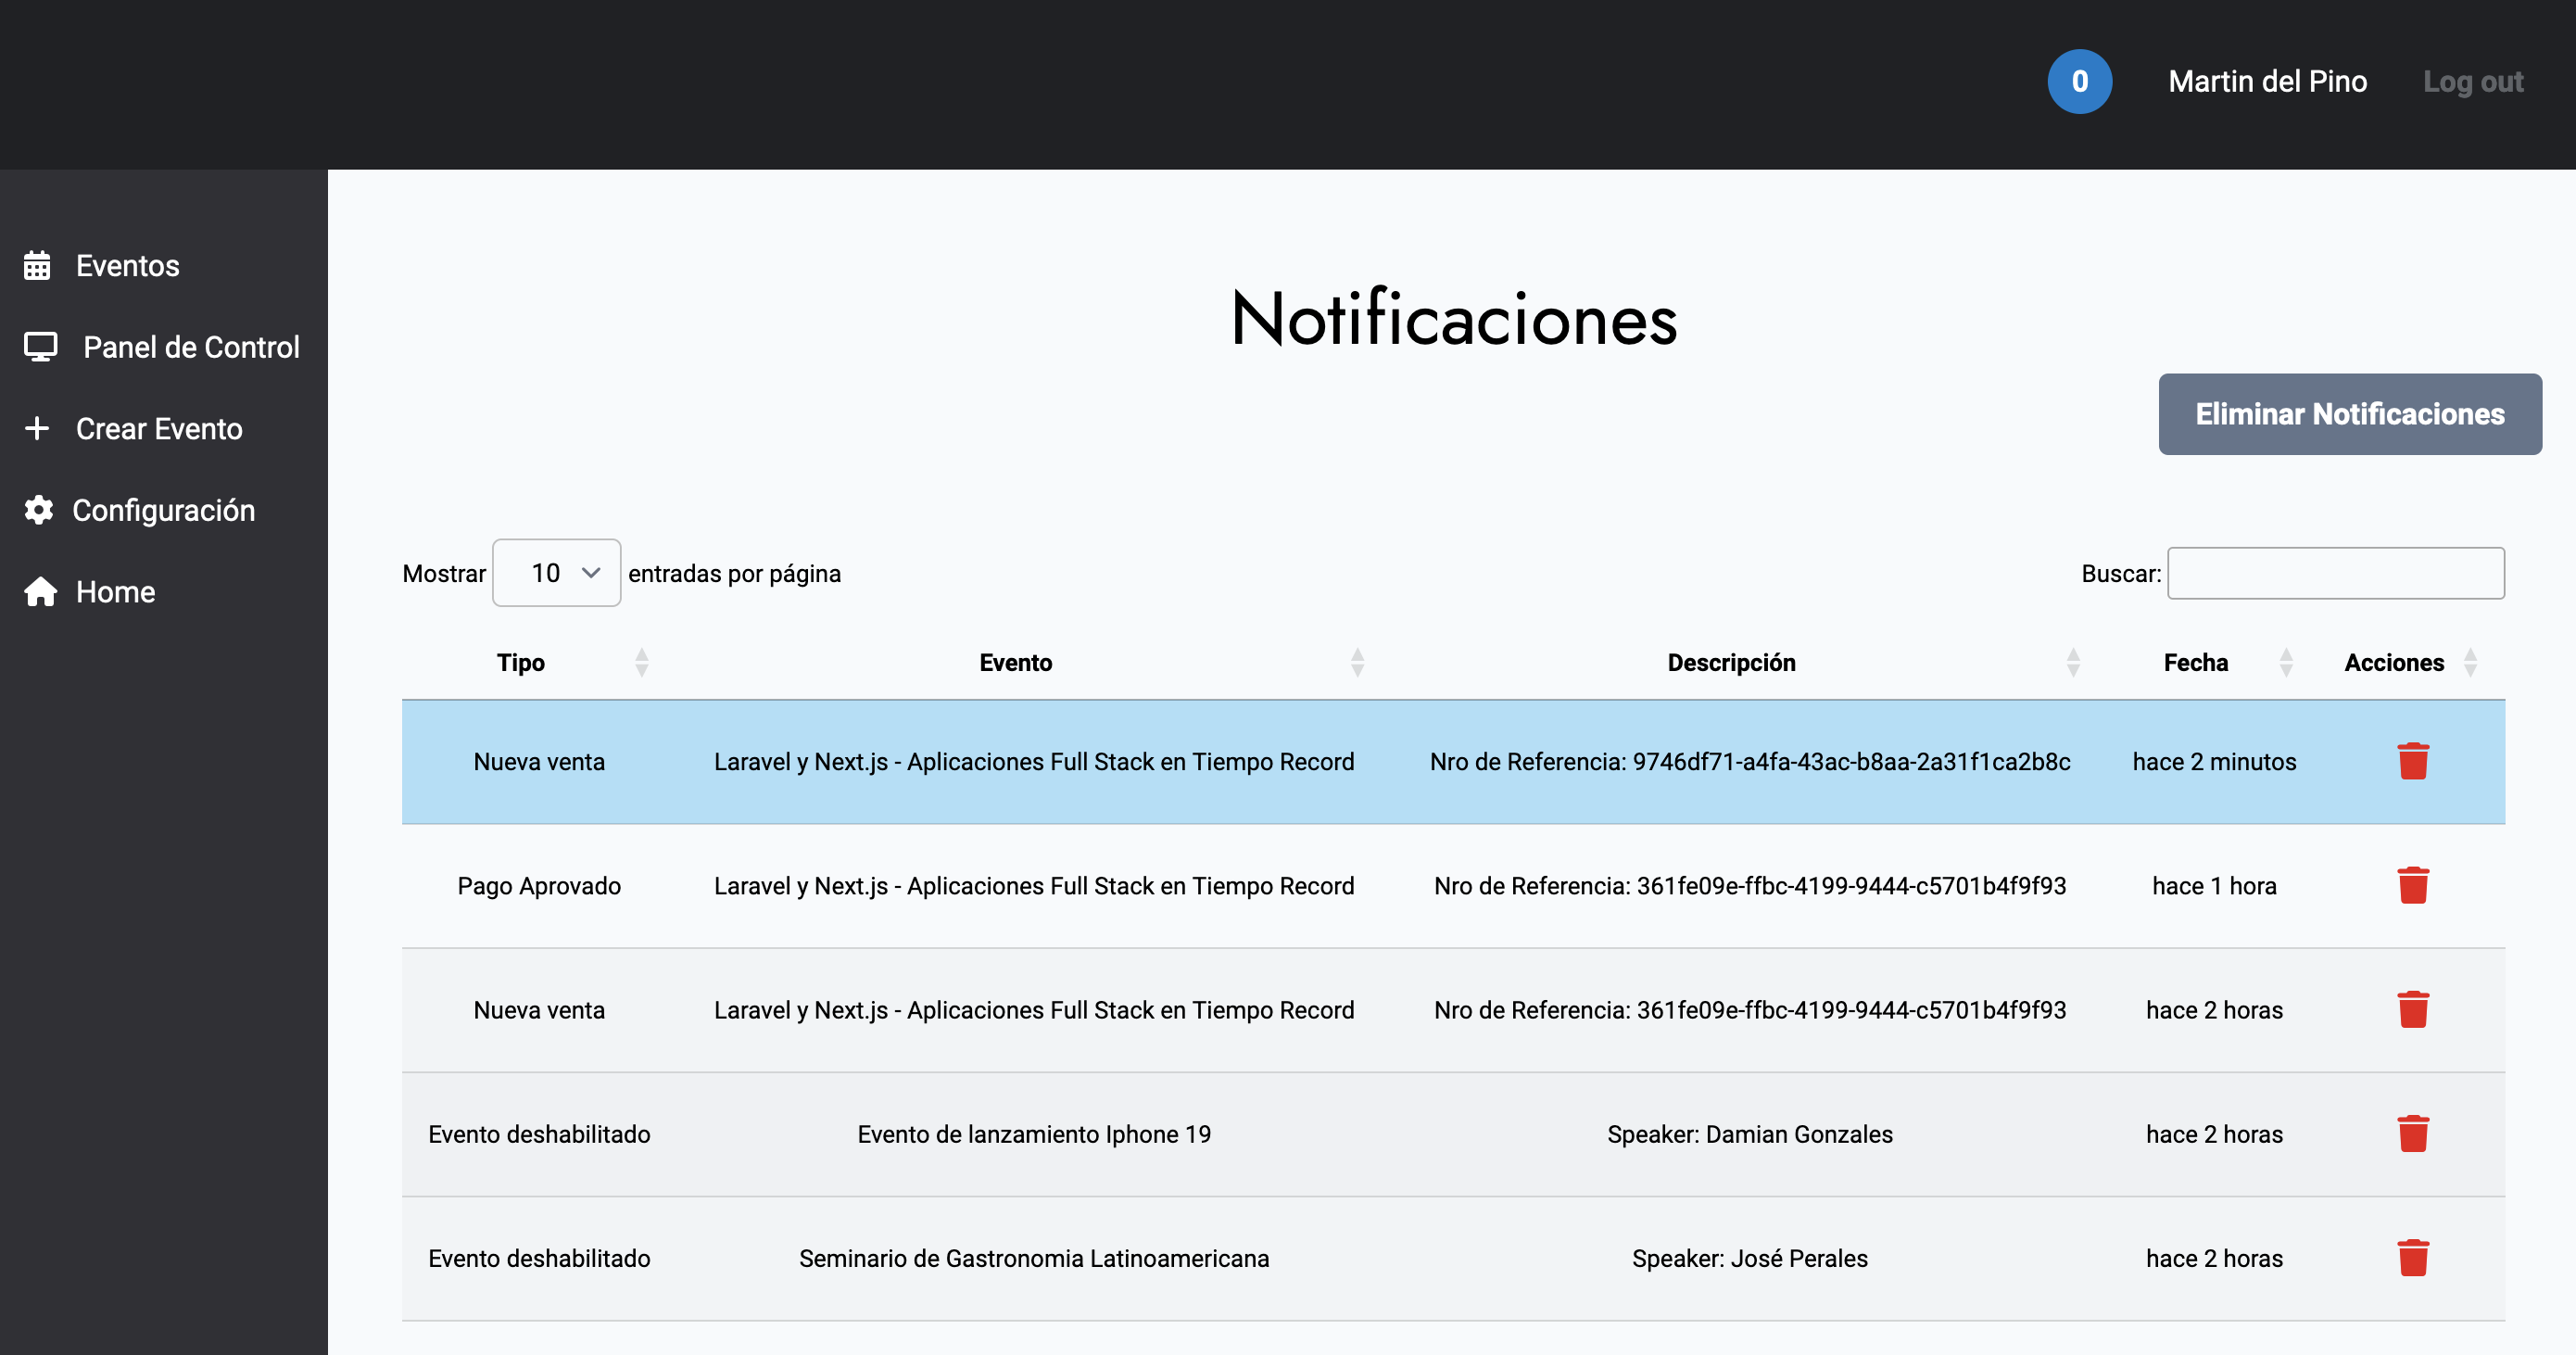 0 Martin del Pino Log out
Eventos
Panel de Control
Crear Evento
Configuración
Home
Notificaciones
Eliminar Notificaciones
Mostrar 10 entradas por página Buscar:
Tipo Evento Descripción Fecha Acciones
Nueva venta Laravel y Next.js - Aplicaciones Full Stack en Tiempo Record Nro de Referencia: 9746df71-a4fa-43ac-b8aa-2a31f1ca2b8c hace 2 minutos
Pago Aprovado Laravel y Next.js - Aplicaciones Full Stack en Tiempo Record Nro de Referencia: 361fe09e-ffbc-4199-9444-c5701b4f9f93 hace 1 hora
Nueva venta Laravel y Next.js - Aplicaciones Full Stack en Tiempo Record Nro de Referencia: 361fe09e-ffbc-4199-9444-c5701b4f9f93 hace 2 horas
Evento deshabilitado Evento de lanzamiento Iphone 19 Speaker: Damian Gonzales hace 2 horas
Evento deshabilitado Seminario de Gastronomia Latinoamericana Speaker: José Perales hace 2 horas